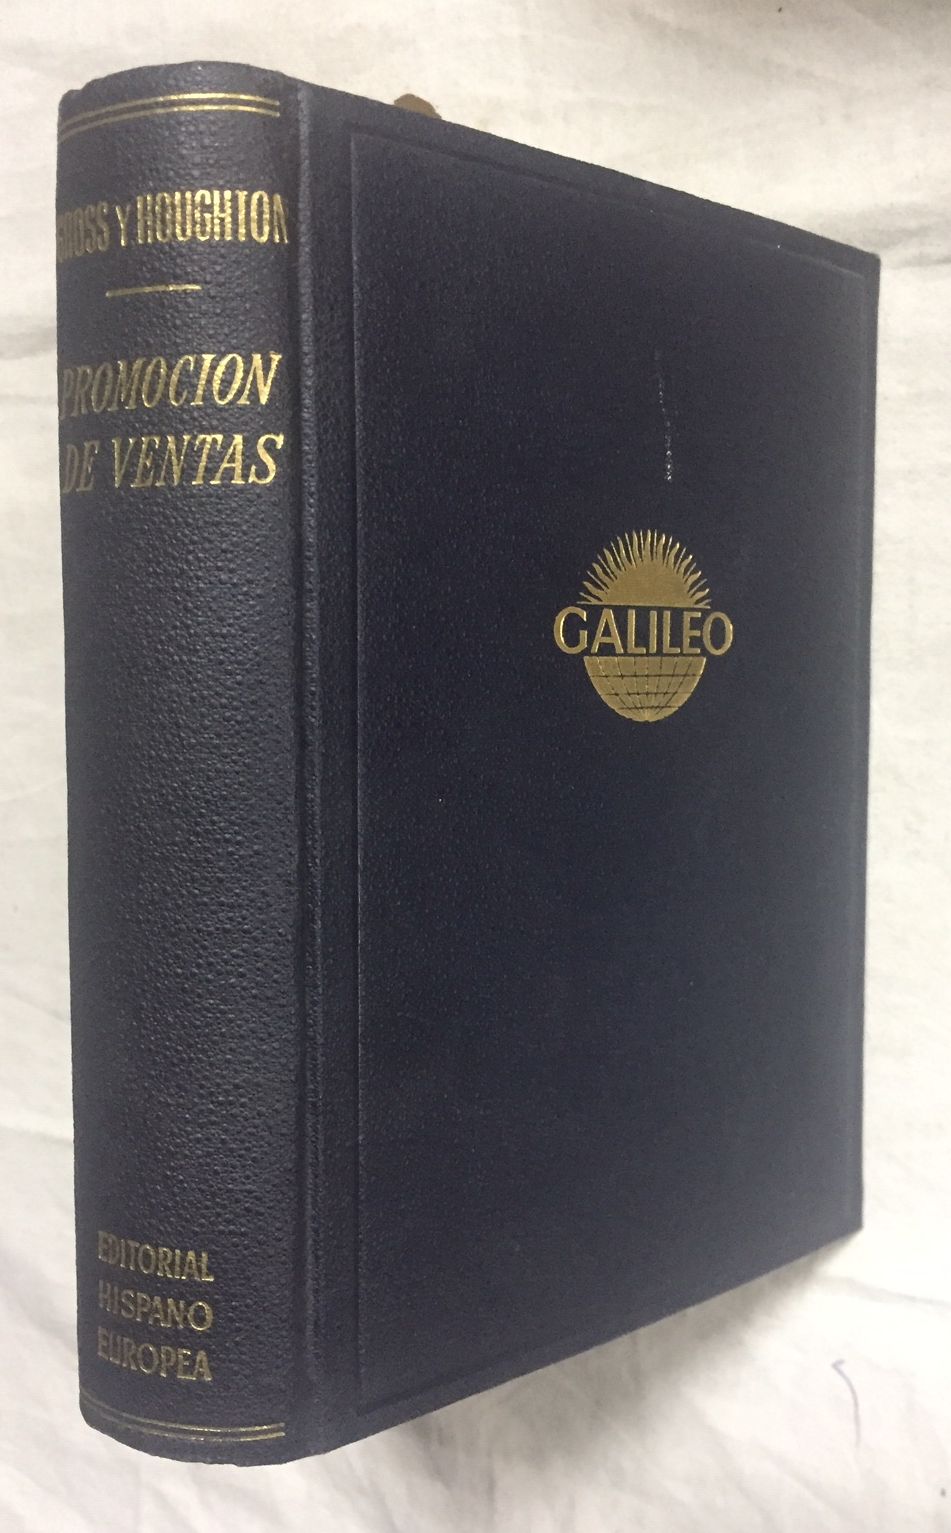 GROSS Y HOUGHTON
PROMOCION
DE VENTAS
EDITORIAL
HISPANO
EUROPEA
GALILEO